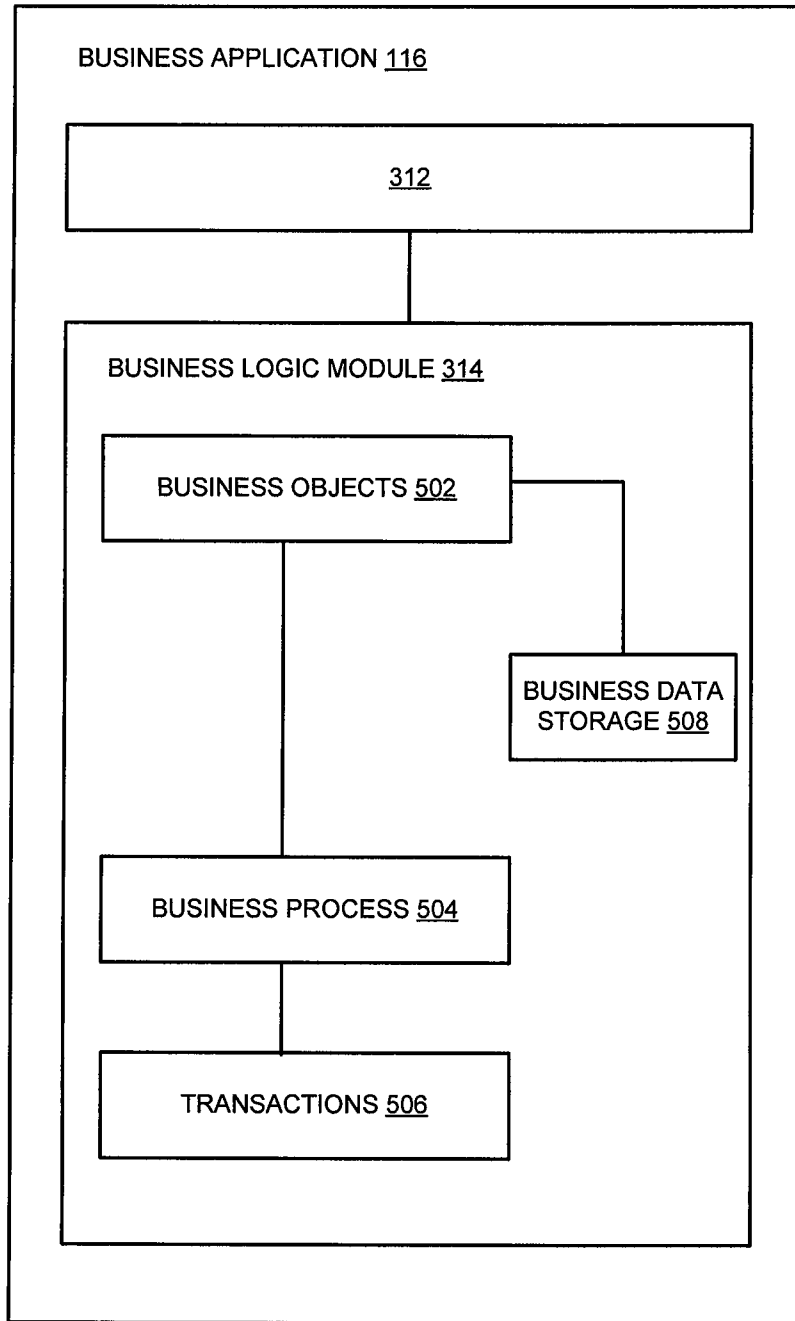 BUSINESS APPLICATION 116
312
BUSINESS LOGIC MODULE 314
BUSINESS OBJECTS 502
BUSINESS DATA
STORAGE 508
BUSINESS PROCESS 504
TRANSACTIONS 506